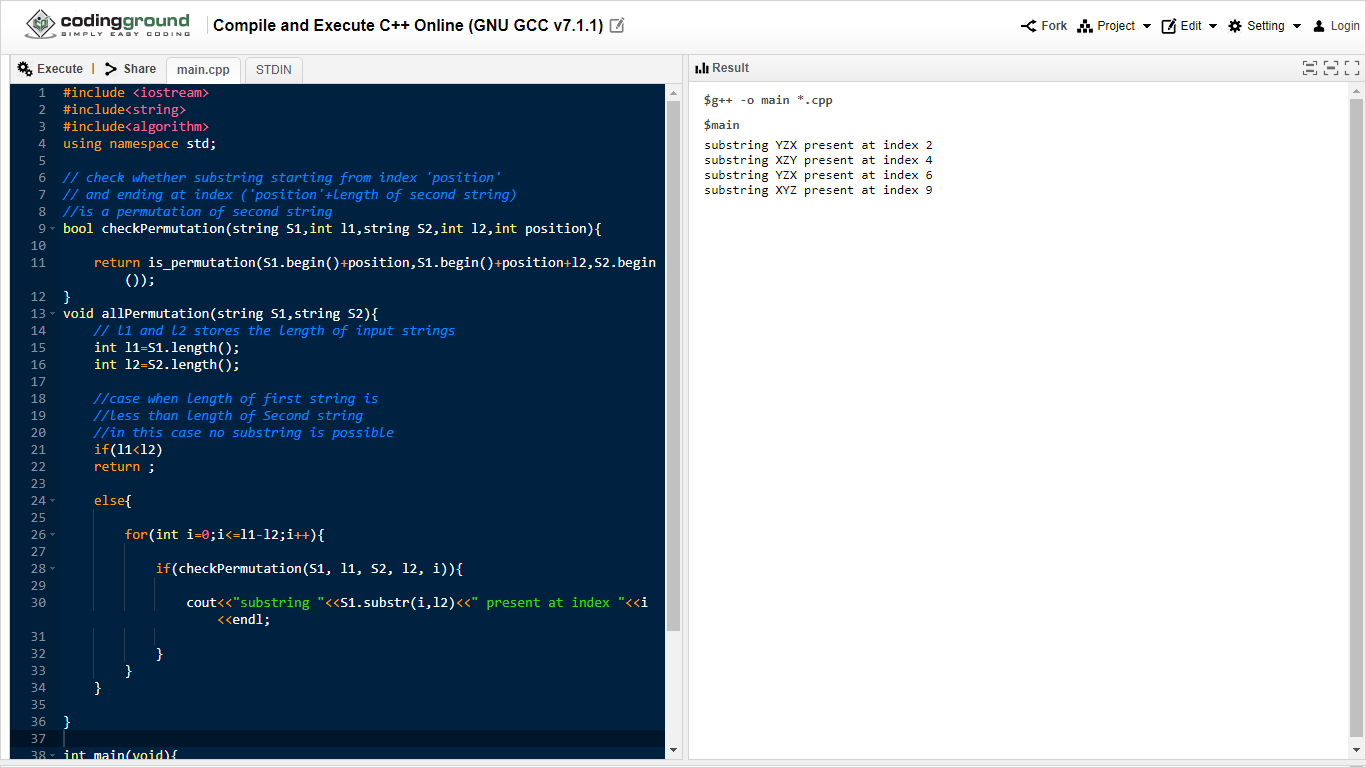 codingground
SIMPLY EASY CODING
Compile and Execute C++ Online (GNU GCC v7.1.1)
Fork Project Edit Setting Login
Execute | Share main.cpp STDIN
1 #include <iostream>
2 #include<string>
3 #include<algorithm>
4 using namespace std;
5
6 // check whether substring starting from index 'position'
7 // and ending at index ('position'+length of second string)
8 //is a permutation of second string
9 bool checkPermutation(string S1,int l1,string S2,int l2,int position){
10
11 return is_permutation(S1.begin()+position,S1.begin()+position+l2,S2.begin
());
12 }
13 void allPermutation(string S1,string S2){
14 // l1 and l2 stores the length of input strings
15 int l1=S1.length();
16 int l2=S2.length();
17
18 //case when length of first string is
19 //less than length of Second string
20 //in this case no substring is possible
21 if(l1<l2)
22 return ;
23
24 else{
25
26 for(int i=0;i<=l1-l2;i++){
27
28 if(checkPermutation(S1, l1, S2, l2, i)){
29
30 cout<<"substring "<<S1.substr(i,l2)<<" present at index "<<i
<<endl;
31
32 }
33 }
34 }
35
36 }
37
38 int main(void){
Result
$g++ -o main *.cpp
$main
substring YZX present at index 2
substring XZY present at index 4
substring YZX present at index 6
substring XYZ present at index 9